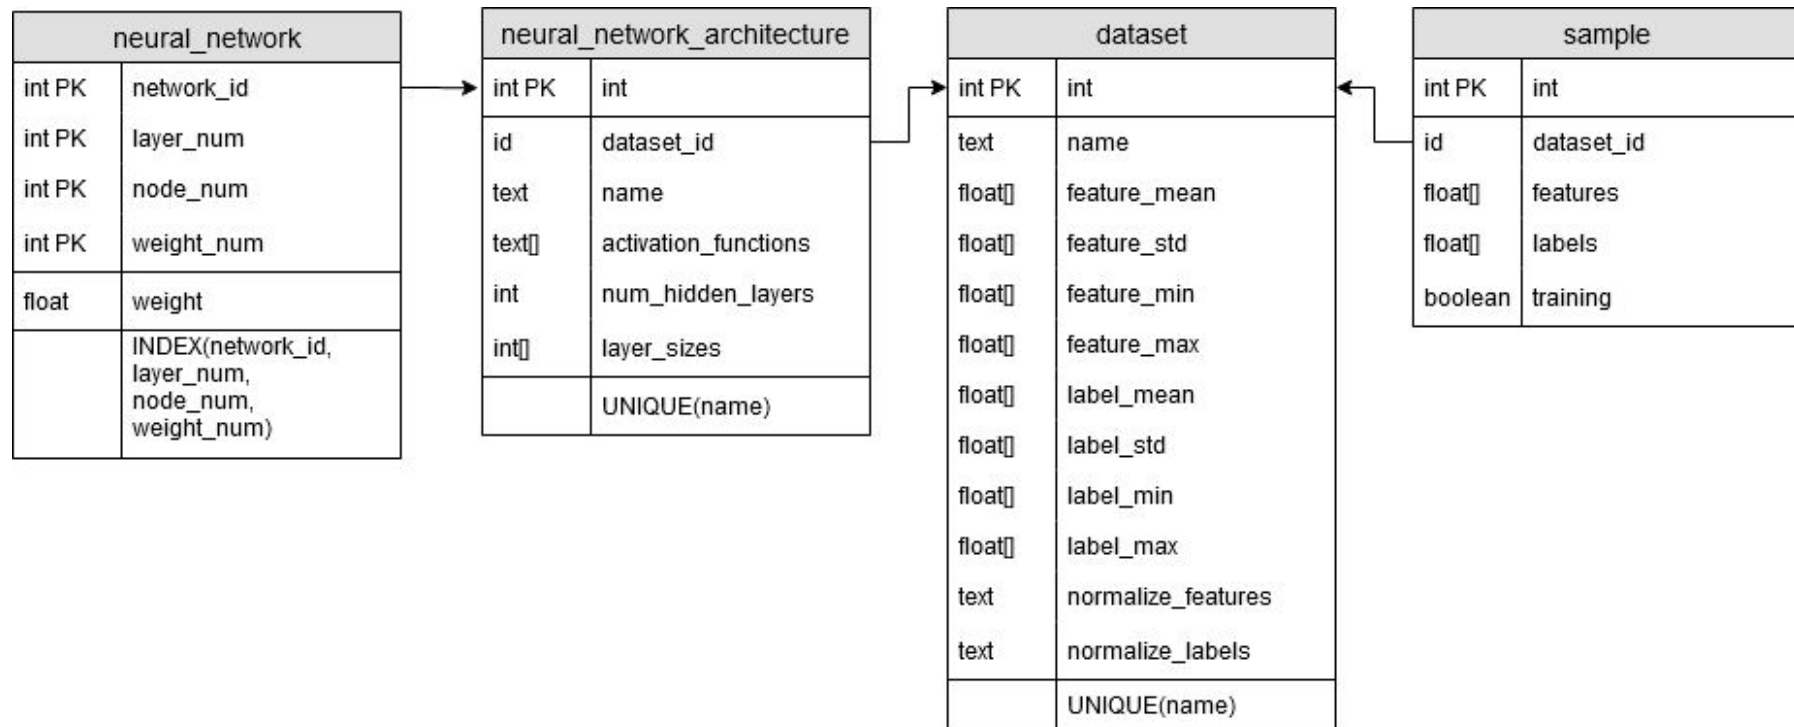 neural_network
int PK network_id
int PK layer_num
int PK node_num
int PK weight_num
float weight
INDEX(network_id,
layer_num,
node_num,
weight_num)
neural_network_architecture
int PK int
id dataset_id
text name
text[] activation_functions
int num_hidden_layers
int[] layer_sizes
UNIQUE(name)
dataset
int PK int
text name
float[] feature_mean
float[] feature_std
float[] feature_min
float[] feature_max
float[] label_mean
float[] label_std
float[] label_min
float[] label_max
text normalize_features
text normalize_labels
UNIQUE(name)
sample
int PK int
id dataset_id
float[] features
float[] labels
boolean training